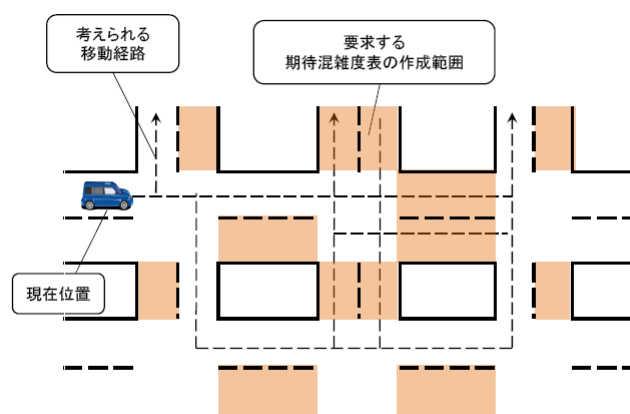 考えられる
移動経路
要求する
期待混雑度表の作成範囲
現在位置